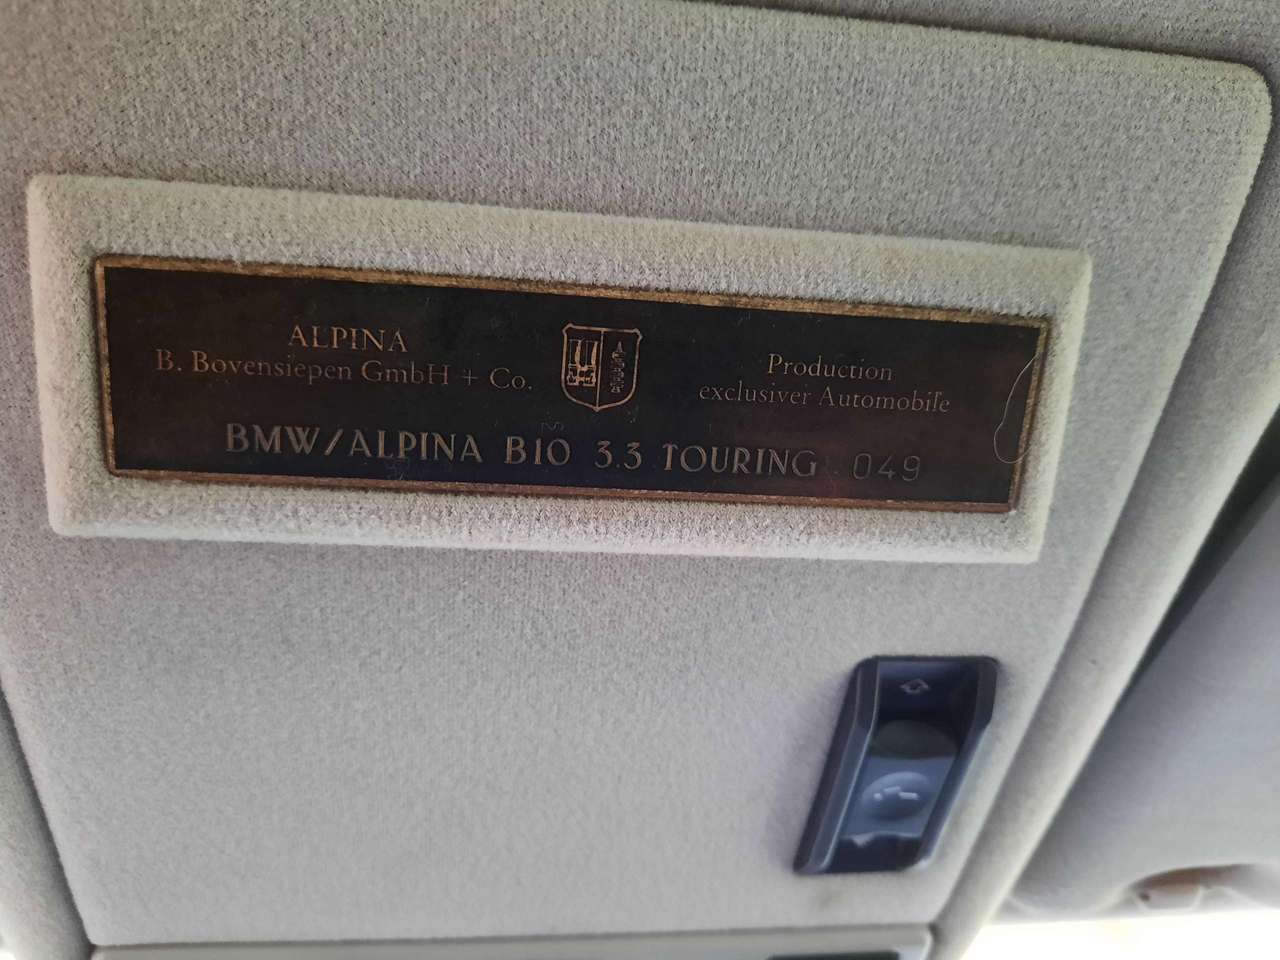 ALPINA
B. Bovensiepen GmbH + Co.
Production
exclusiver Automobile
BMW/ALPINA B10 3.3 TOURING 049